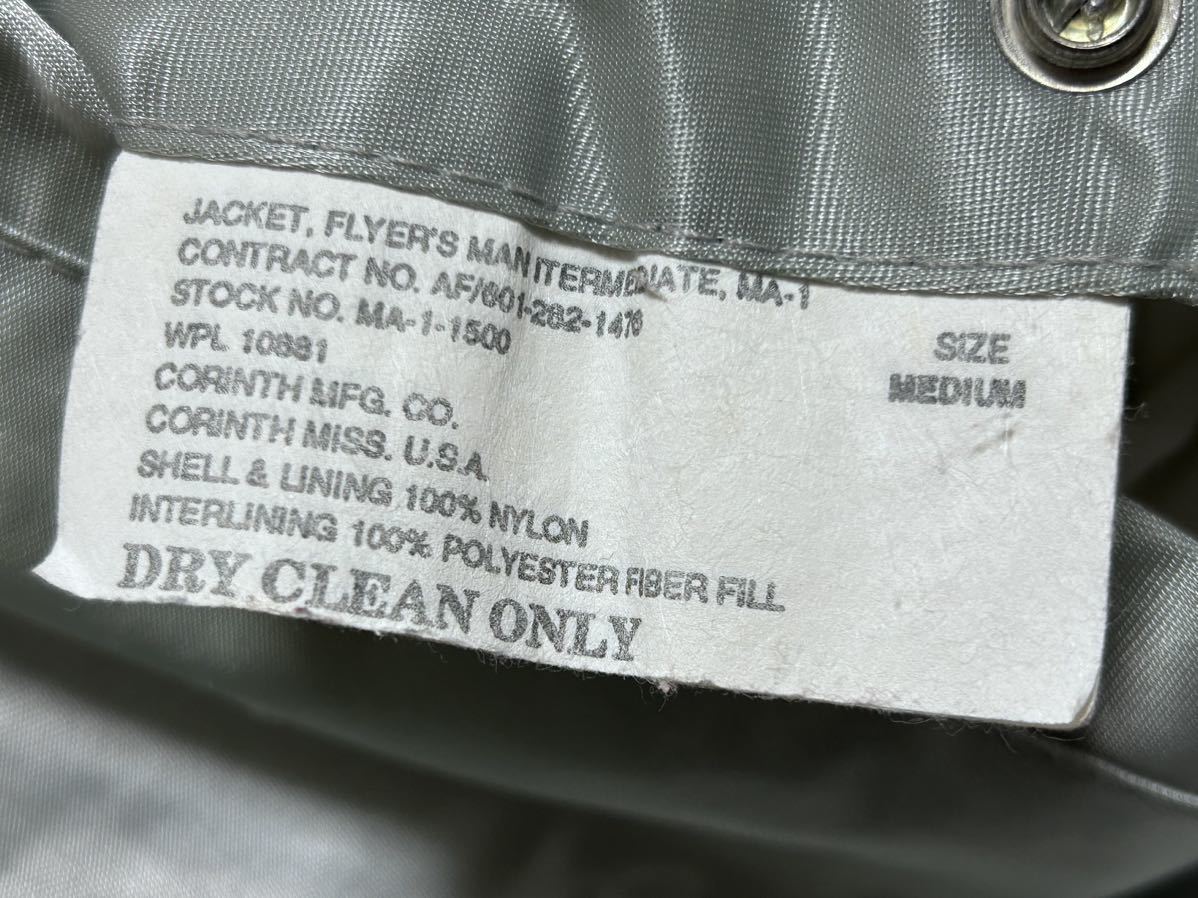 JACKET, FLYER'S MAN ITERMEDIATE, MA-1
CONTRACT NO. AF/601-282-1476
STOCK NO. MA-1-1500
WPL 10881
CORINTH MFG. CO.
CORINTH MISS. U.S.A.
SHELL & LINING 100% NYLON
INTERLINING 100% POLYESTER FIBER FILL
DRY CLEAN ONLY
SIZE
MEDIUM